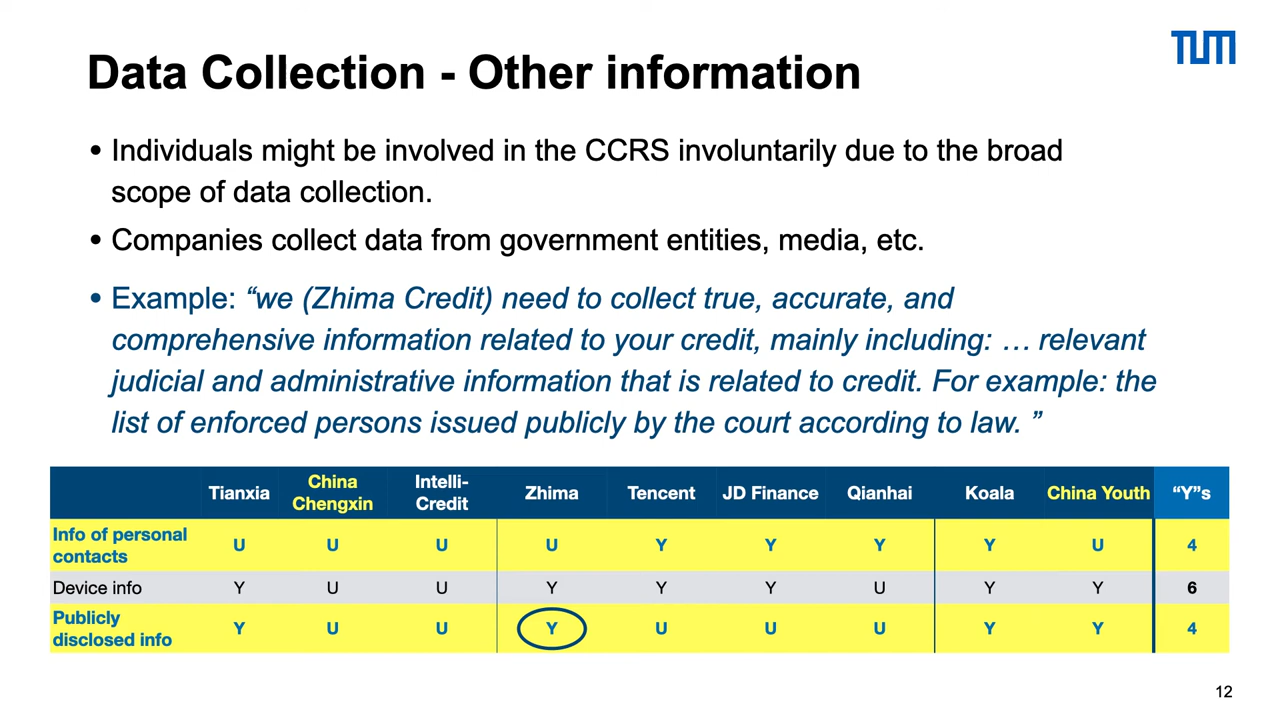 TUM
Data Collection - Other information
• Individuals might be involved in the CCRS involuntarily due to the broad
scope of data collection.
• Companies collect data from government entities, media, etc.
• Example: “we (Zhima Credit) need to collect true, accurate, and
comprehensive information related to your credit, mainly including: … relevant
judicial and administrative information that is related to credit. For example: the
list of enforced persons issued publicly by the court according to law. ”
Tianxia China Chengxin Intelli-Credit Zhima Tencent JD Finance Qianhai Koala China Youth “Y”s
Info of personal contacts U U U U Y Y Y Y U 4
Device info Y U U Y Y Y U Y Y 6
Publicly disclosed info Y U U Y U U U Y Y 4
12